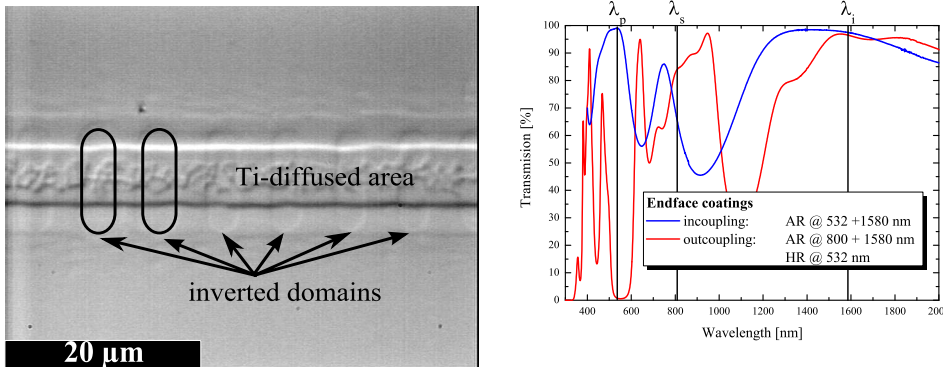 Ti-diffused area
inverted domains
20 µm
λp λs λi
Transmision [%]
100
90
80
70
60
50
40
30
20
10
0
Endface coatings
incoupling: AR @ 532 +1580 nm
outcoupling: AR @ 800 + 1580 nm
HR @ 532 nm
400 600 800 1000 1200 1400 1600 1800 2000
Wavelength [nm]